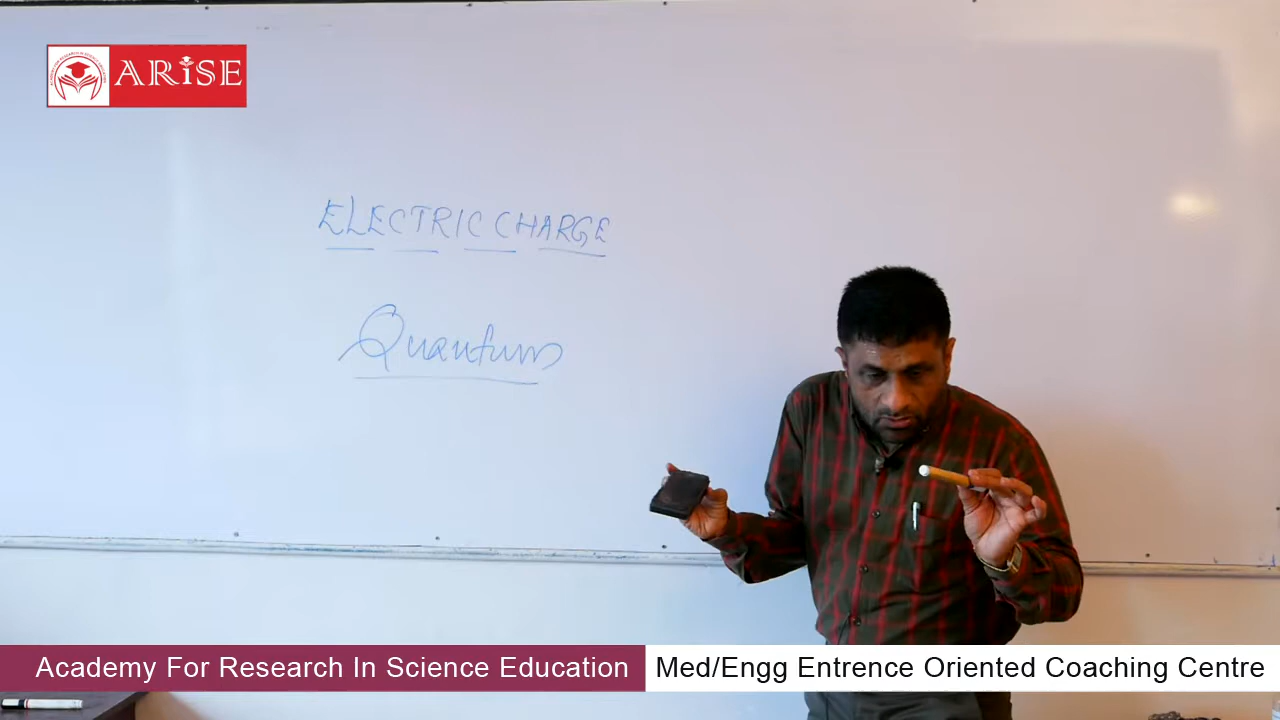 ARiSE
ELECTRIC CHARGE
Quantum
Academy For Research In Science Education
Med/Engg Entrence Oriented Coaching Centre